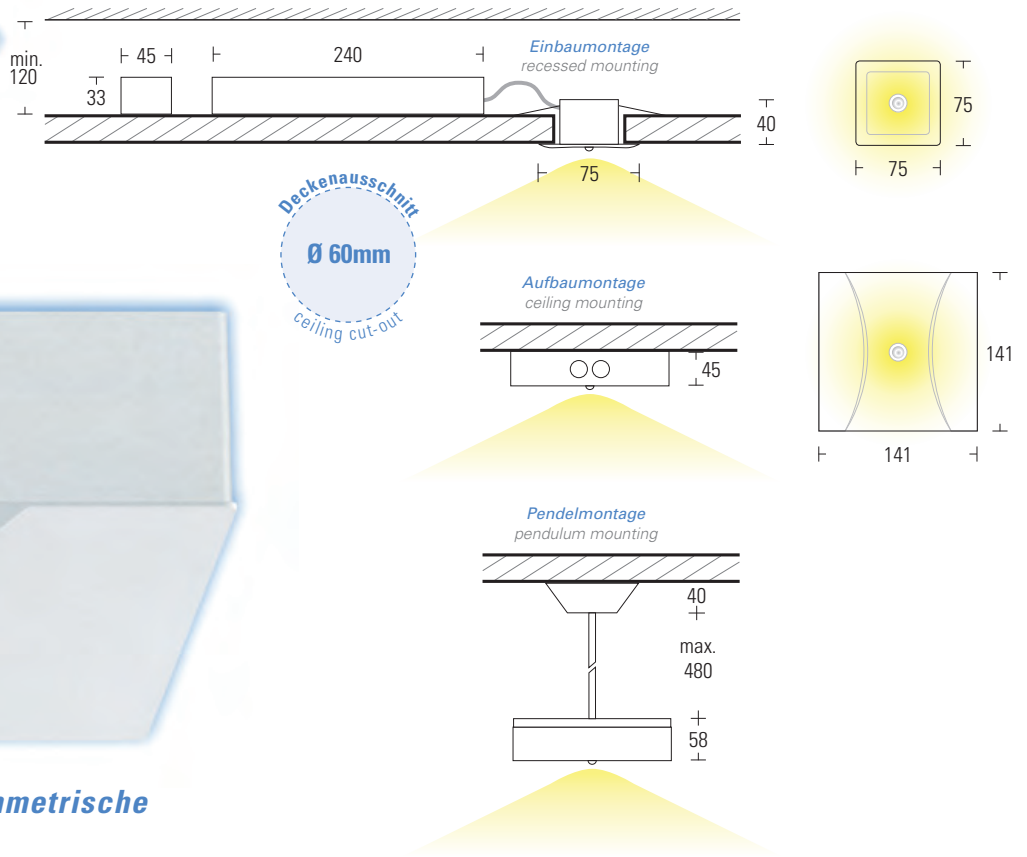 min.
120
45
240
33
Einbaumontage
recessed mounting
40
75
75
75
Deckenausschnitt
Ø 60mm
ceiling cut-out
Aufbaumontage
ceiling mounting
45
141
141
Pendelmontage
pendulum mounting
40
max.
480
58